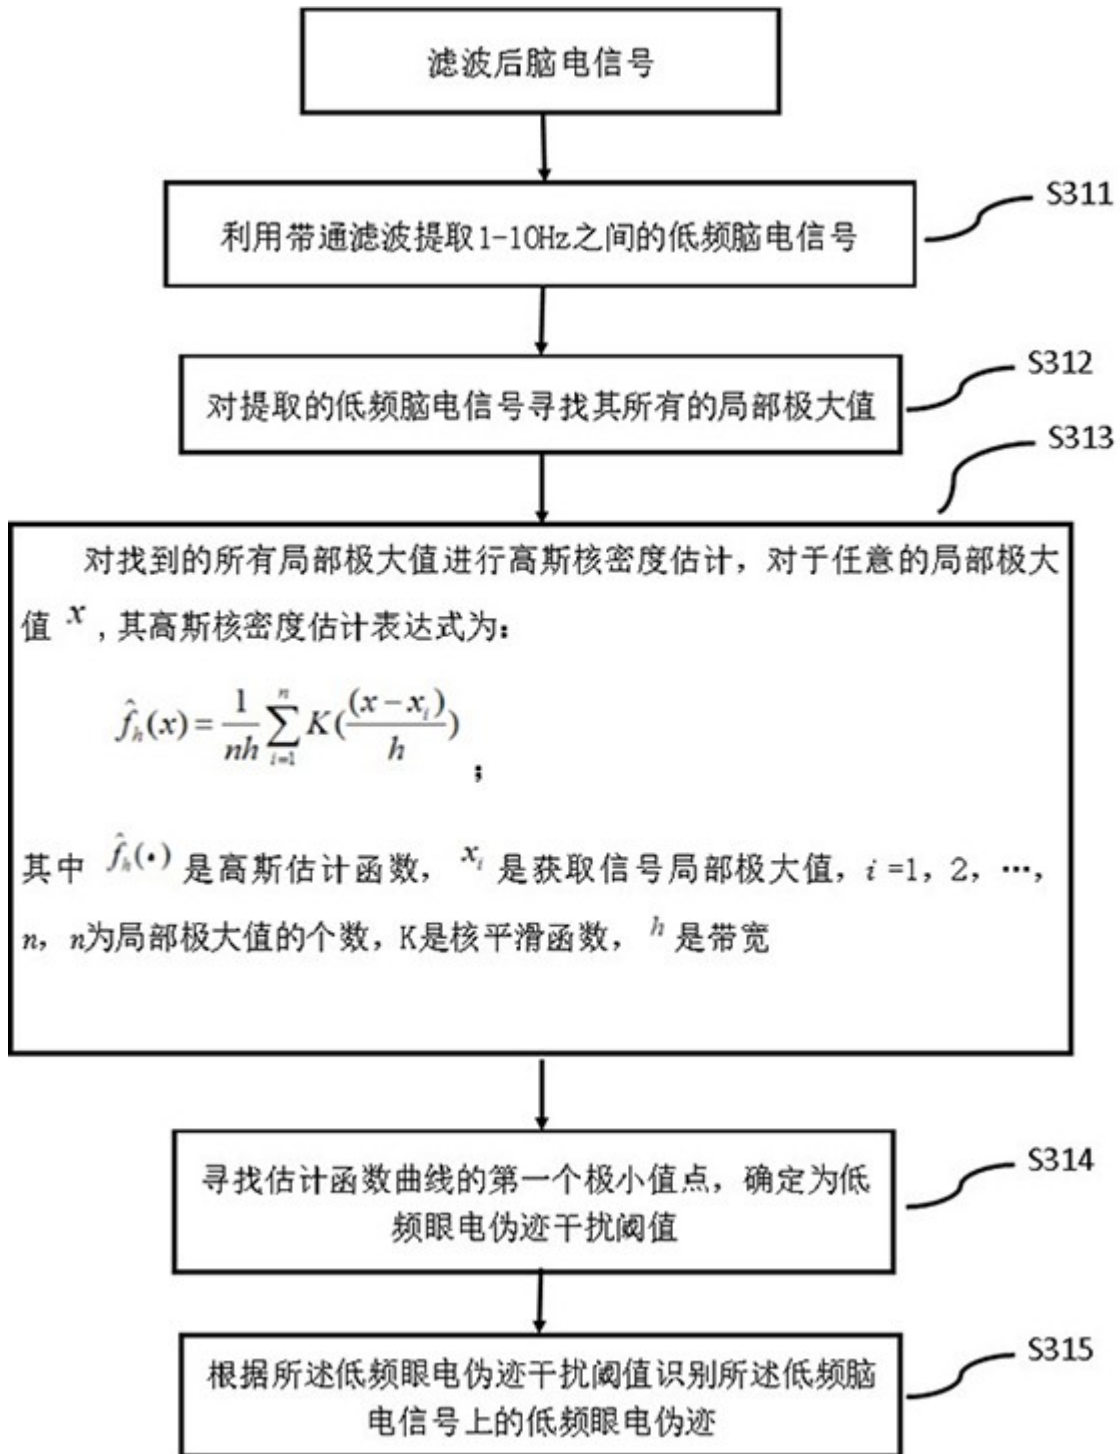 滤波后脑电信号
S311
利用带通滤波提取1-10Hz之间的低频脑电信号
S312
对提取的低频脑电信号寻找其所有的局部极大值
S313
对找到的所有局部极大值进行高斯核密度估计，对于任意的局部极大
值 x ，其高斯核密度估计表达式为：
\hat{f}_h(x)=\frac{1}{nh}\sum_{i=1}^{n}K(\frac{(x-x_i)}{h})；
其中 \hat{f}_h(•) 是高斯估计函数， x_i 是获取信号局部极大值，i =1，2，…，
n，n为局部极大值的个数，K是核平滑函数， h 是带宽
S314
寻找估计函数曲线的第一个极小值点，确定为低
频眼电伪迹干扰阈值
S315
根据所述低频眼电伪迹干扰阈值识别所述低频脑
电信号上的低频眼电伪迹